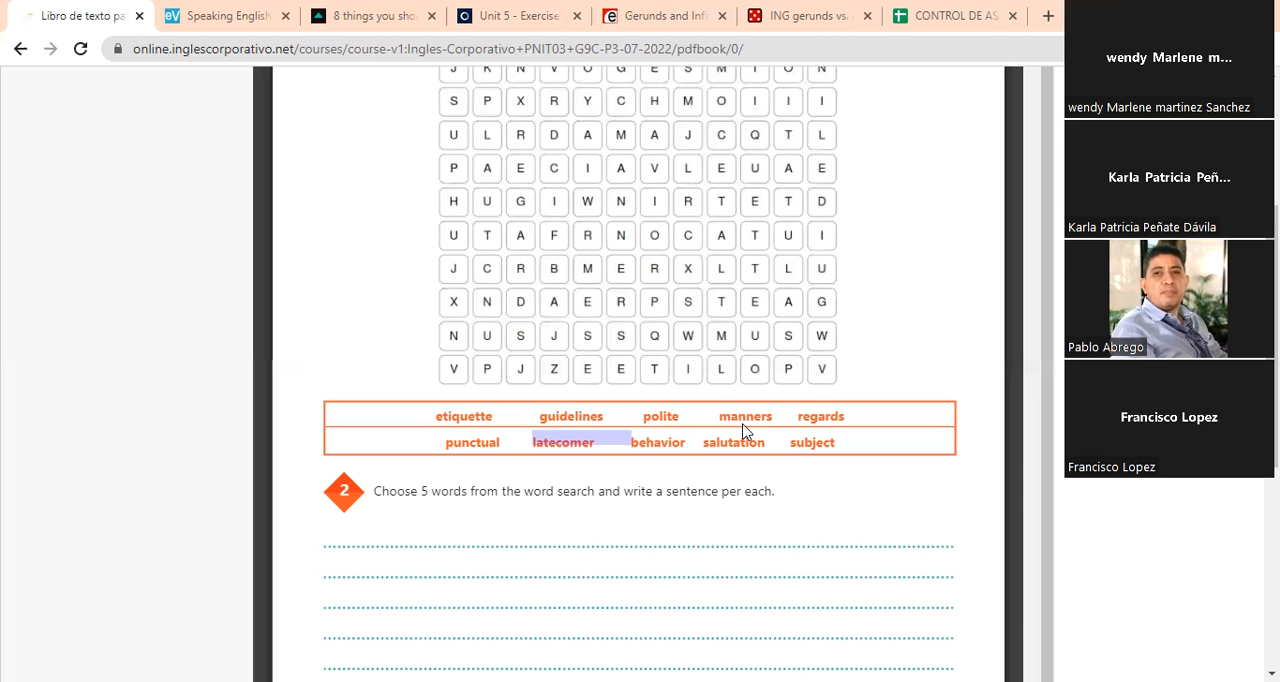 Libro de texto pa
Speaking English
8 things you shou
Unit 5 - Exercise
Gerunds and Infi
ING gerunds vs.
CONTROL DE AS
online.inglescorporativo.net/courses/course-v1:Ingles-Corporativo+PNIT03+G9C-P3-07-2022/pdfbook/0/
J K N V O G E S M I O N
S P X R Y C H M O I I I
U L R D A M A J C Q T L
P A E C I A V L E U A E
H U G I W N I R T E T D
U T A F R N O C A T U I
J C R B M E R X L T L U
X N D A E R P S T E A G
N U S J S S Q W M U S W
V P J Z E E T I L O P V
etiquette guidelines polite manners regards
punctual latecomer behavior salutation subject
2 Choose 5 words from the word search and write a sentence per each.
wendy Marlene m...
wendy Marlene martinez Sanchez
Karla Patricia Peñ...
Karla Patricia Peñate Dávila
Pablo Abrego
Francisco Lopez
Francisco Lopez